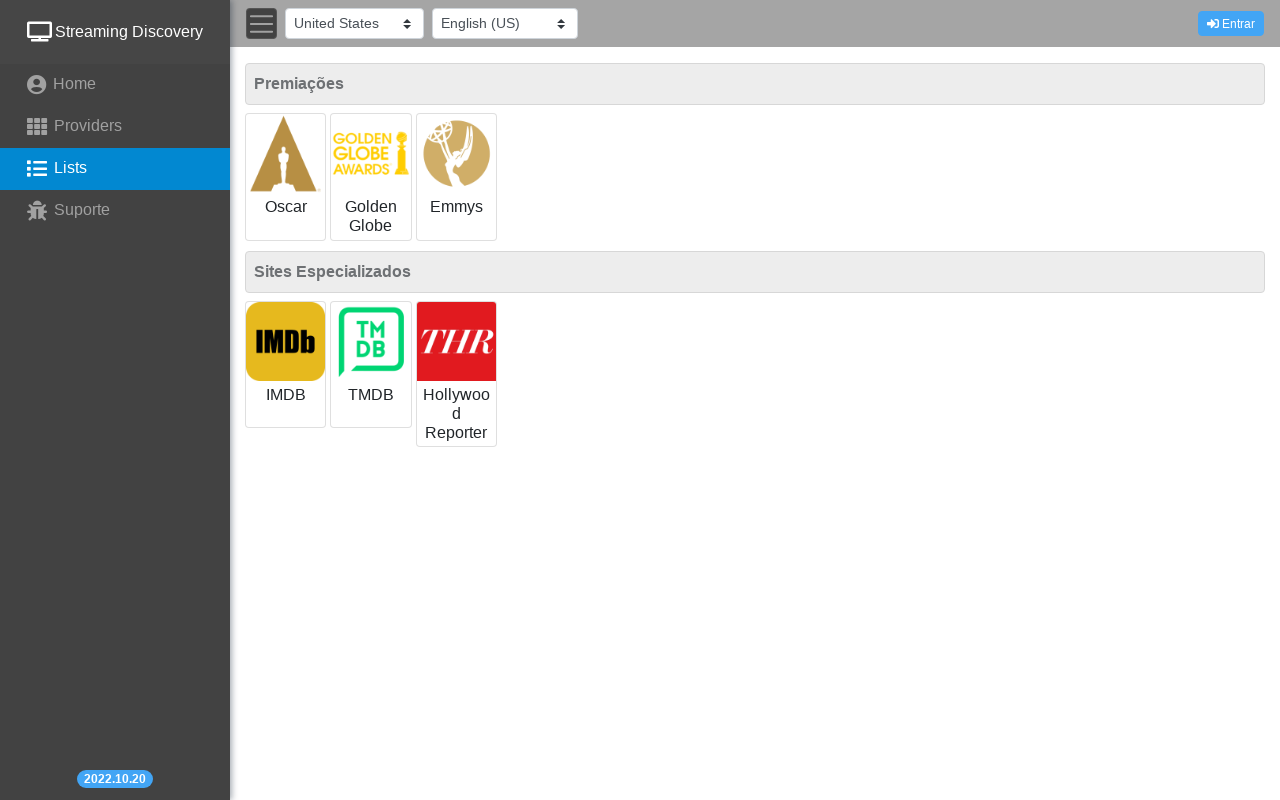 Streaming Discovery
United States
English (US)
Entrar
Home
Providers
Lists
Suporte
Premiações
GOLDEN
GLOBE
AWARDS
Oscar
Golden
Globe
Emmys
Sites Especializados
IMDb
TM
DB
THR
IMDB
TMDB
Hollywoo
d
Reporter
2022.10.20